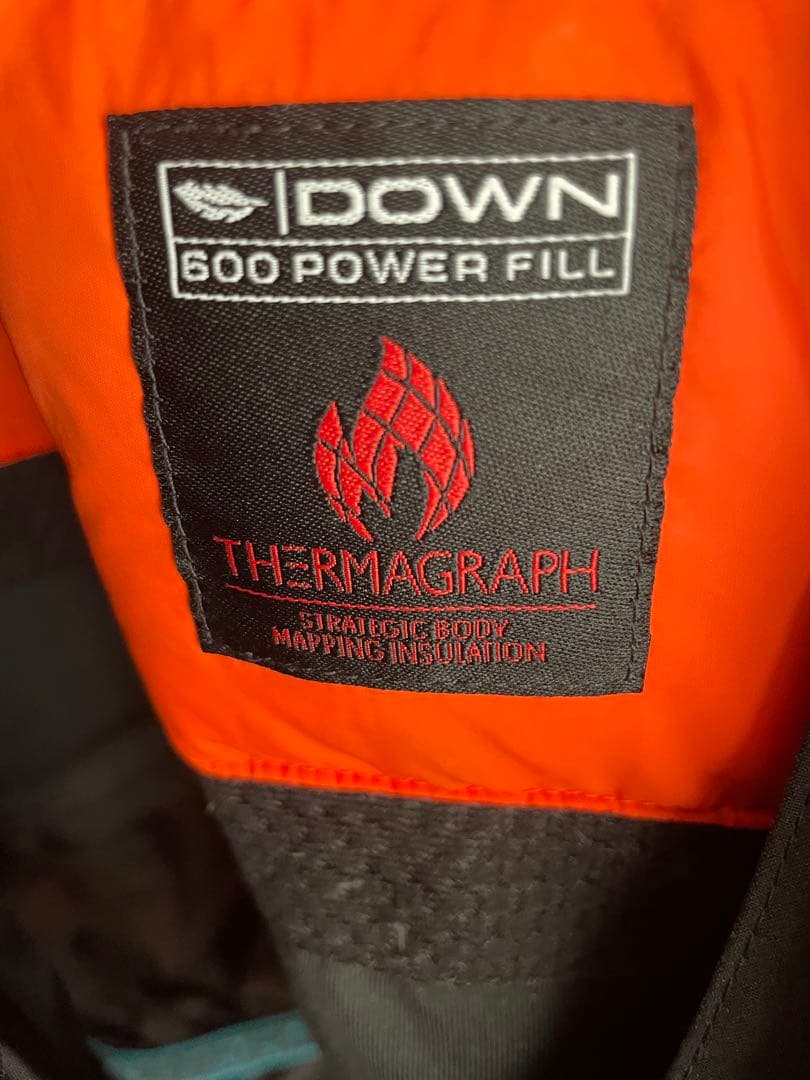 DOWN
600 POWER FILL
THERMAGRAPH
STRATEGIC BODY
MAPPING INSULATION